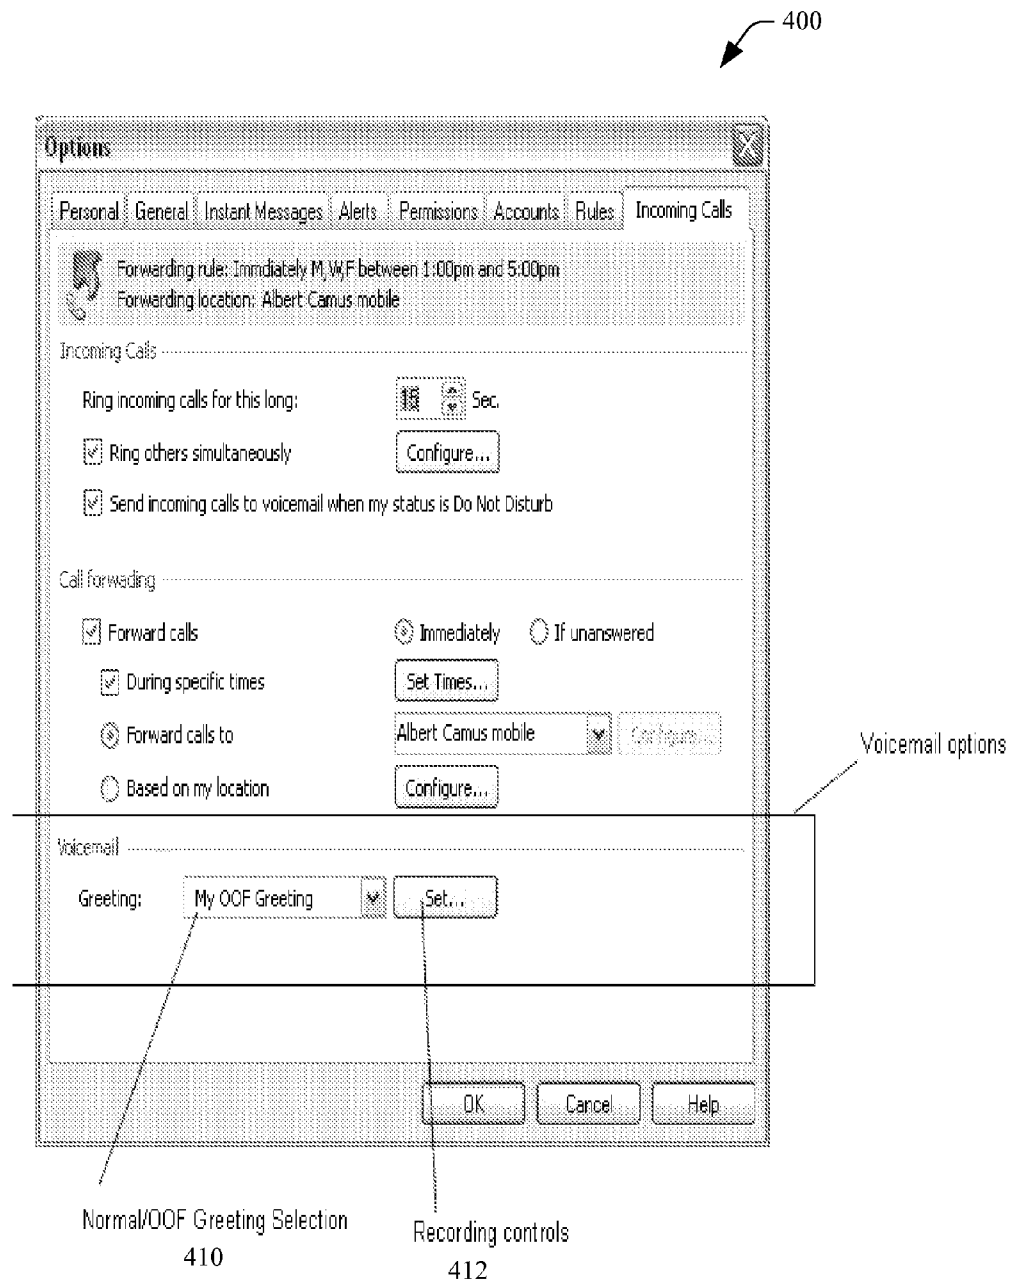 400
Options
Personal General Instant Messages Alerts Permissions Accounts Rules Incoming Calls
Forwarding rule: Immdiately M,W,F between 1:00pm and 5:00pm
Forwarding location: Albert Camus mobile
Incoming Calls
Ring incoming calls for this long: 15 Sec.
Ring others simultaneously Configure...
Send incoming calls to voicemail when my status is Do Not Disturb
Call forwading
Forward calls Immediately If unanswered
During specific times Set Times...
Forward calls to Albert Camus mobile Configure...
Voicemail options
Based on my location Configure...
Voicemail
Greeting: My OOF Greeting Set...
OK Cancel Help
Normal/OOF Greeting Selection
410
Recording controls
412